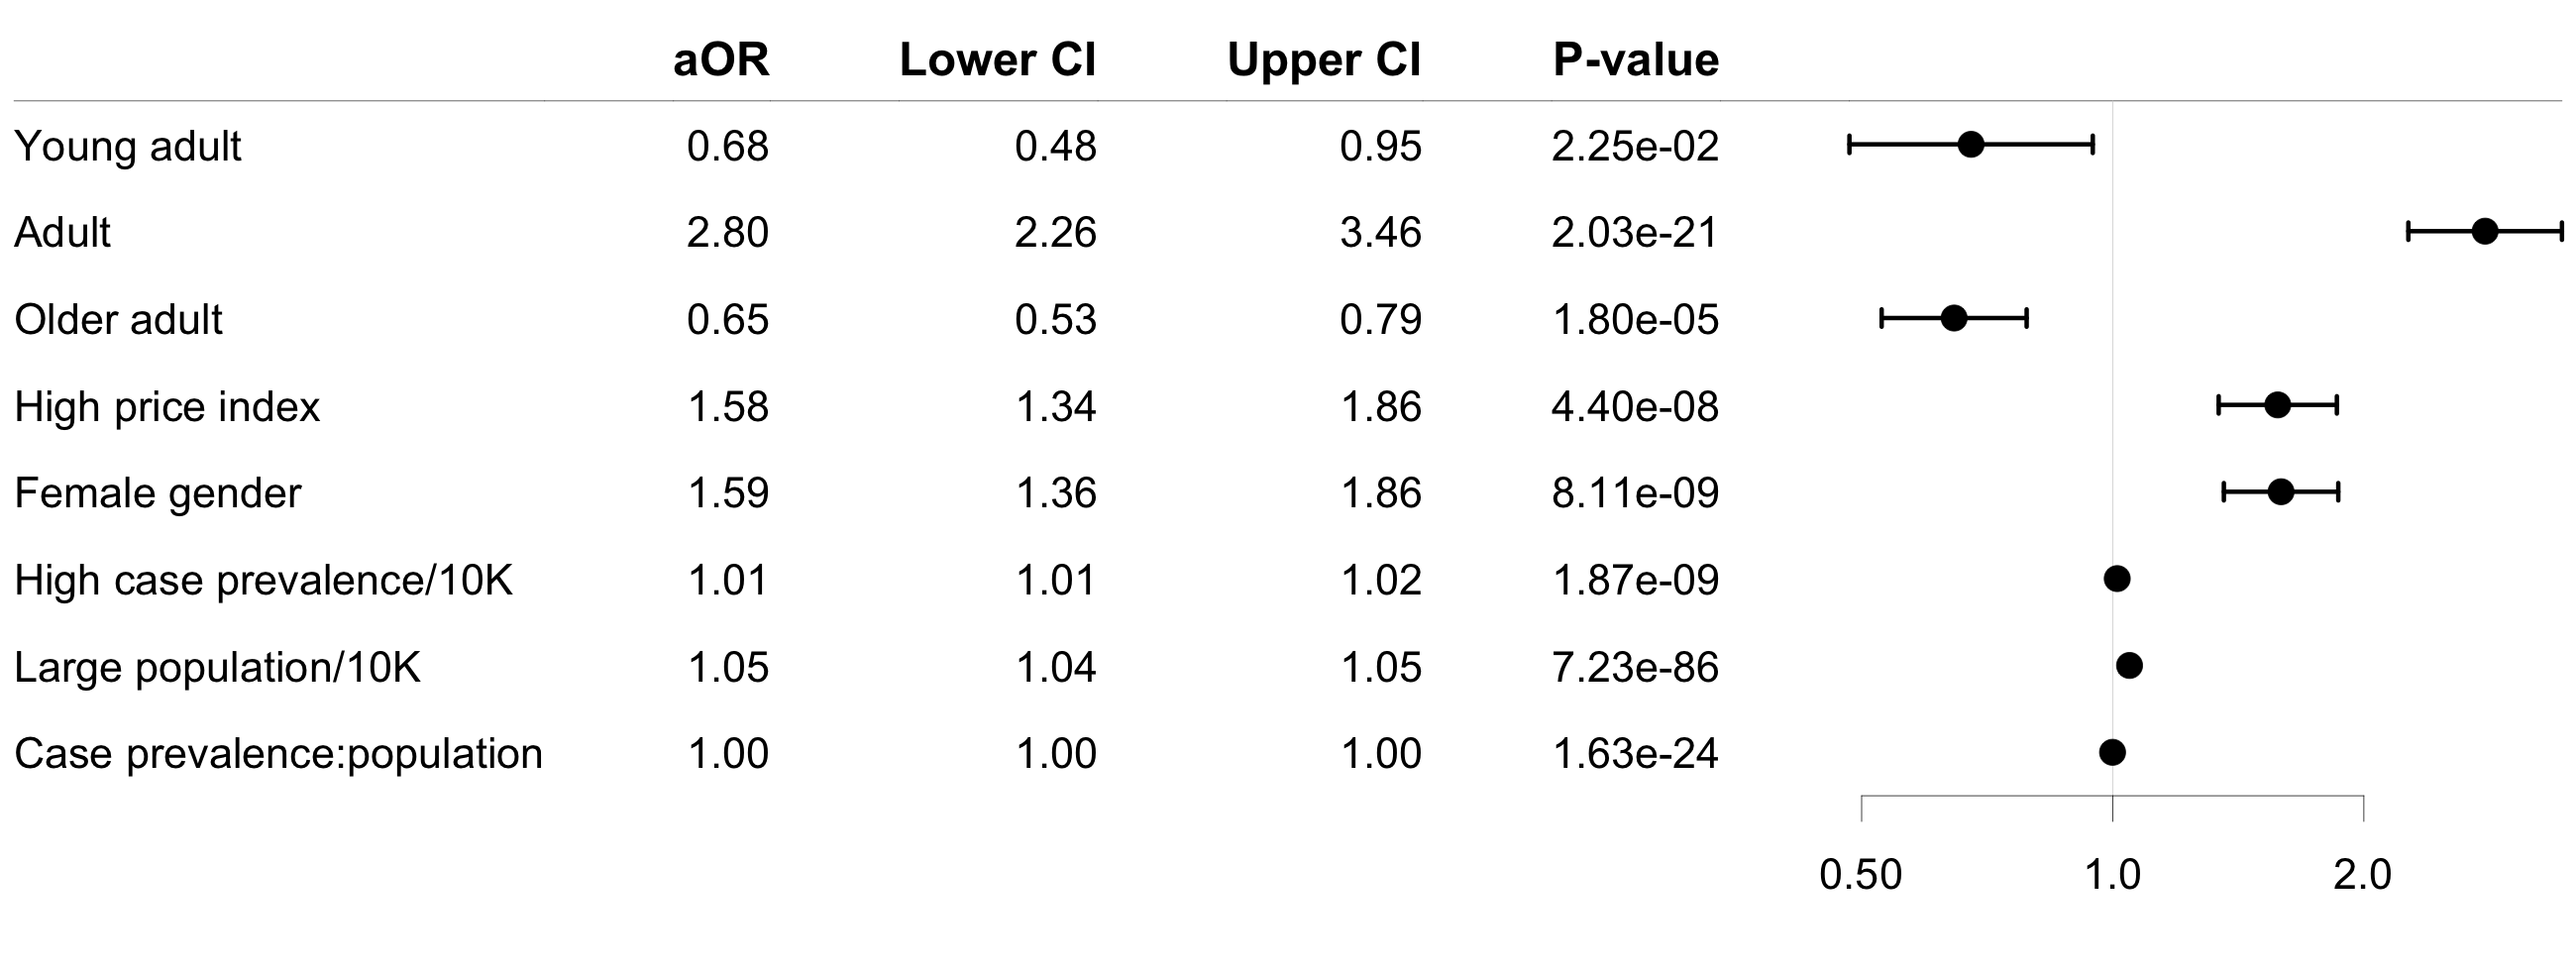 aOR Lower CI Upper CI P-value
Young adult 0.68 0.48 0.95 2.25e-02
Adult 2.80 2.26 3.46 2.03e-21
Older adult 0.65 0.53 0.79 1.80e-05
High price index 1.58 1.34 1.86 4.40e-08
Female gender 1.59 1.36 1.86 8.11e-09
High case prevalence/10K 1.01 1.01 1.02 1.87e-09
Large population/10K 1.05 1.04 1.05 7.23e-86
Case prevalence:population 1.00 1.00 1.00 1.63e-24
0.50 1.0 2.0